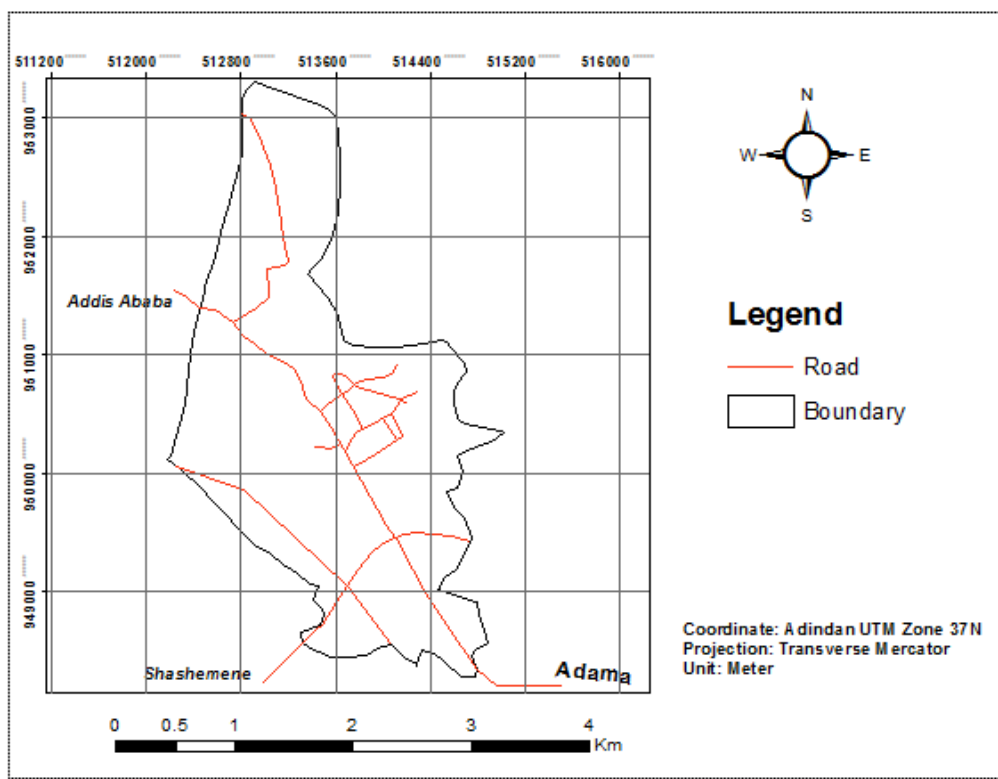 511200 512000 512800 513600 514400 515200 516000
963000
962000
961000
960000
949000
N
W E
S
Addis Ababa
Shashemene
Adama
Legend
Road
Boundary
Coordinate: Adindan UTM Zone 37N
Projection: Transverse Mercator
Unit: Meter
0 0.5 1 2 3 4
Km